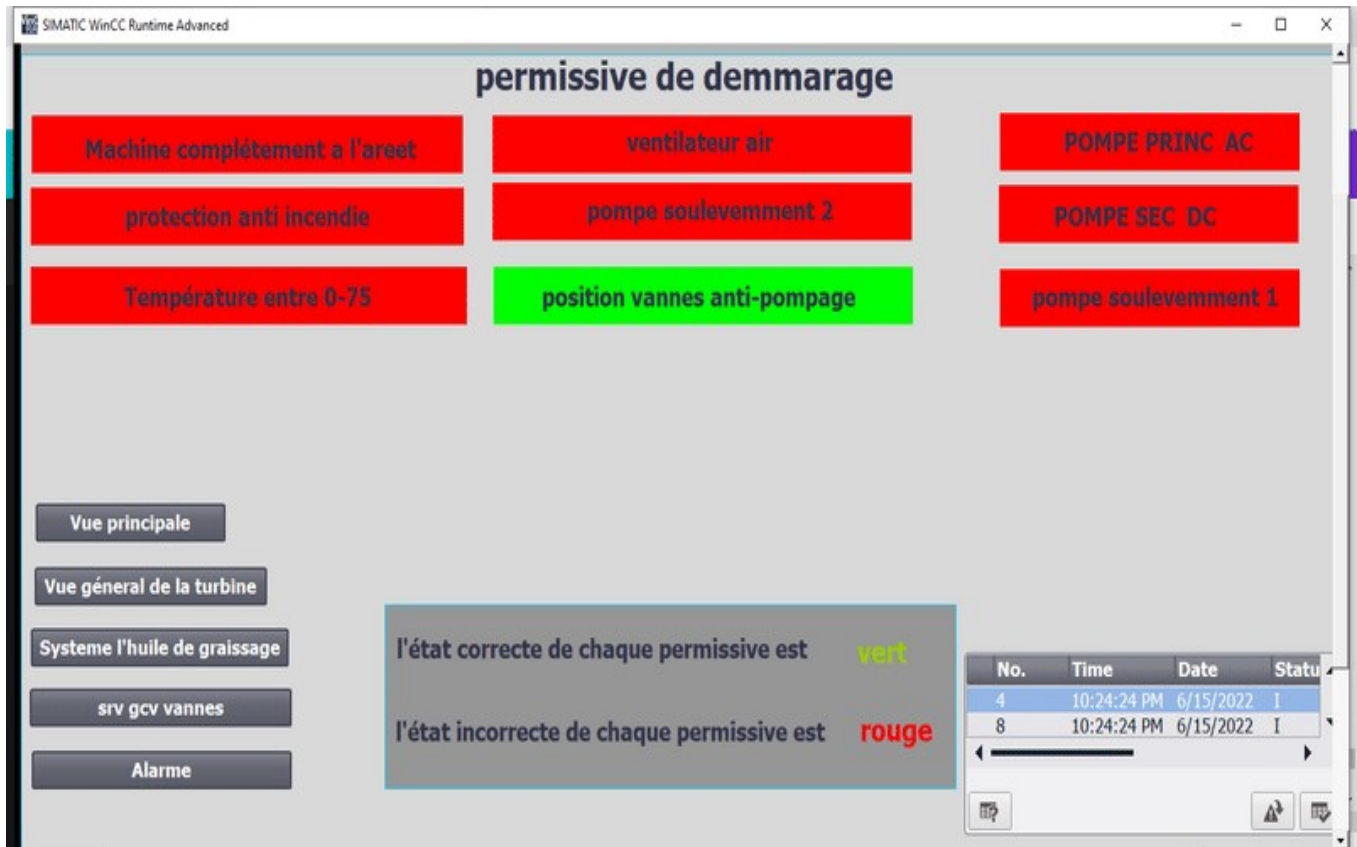 SIMATIC WinCC Runtime Advanced
permissive de demmarage
Machine complétement a l'areet
ventilateur air
POMPE PRINC AC
protection anti incendie
pompe soulevemment 2
POMPE SEC DC
Température entre 0-75
position vannes anti-pompage
pompe soulevemment 1
Vue principale
Vue géneral de la turbine
Systeme l'huile de graissage
srv gcv vannes
Alarme
l'état correcte de chaque permissive est vert
l'état incorrecte de chaque permissive est rouge
No. Time Date Statu
4 10:24:24 PM 6/15/2022 I
8 10:24:24 PM 6/15/2022 I